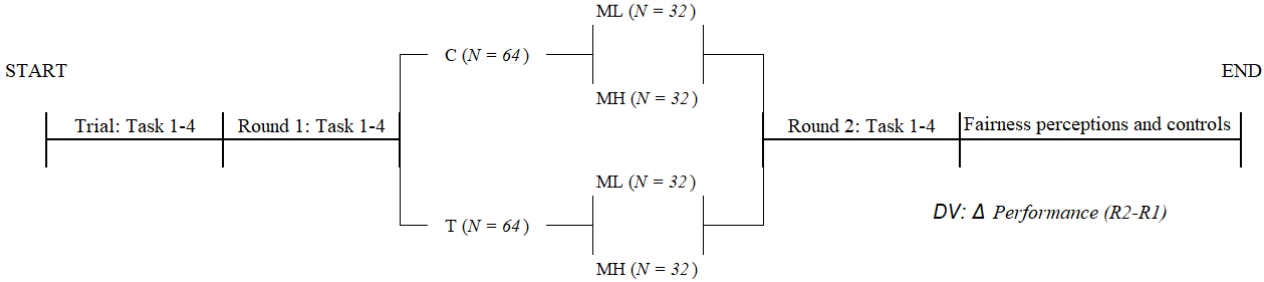 ML (N = 32)
C (N = 64)
START
END
MH (N = 32)
Trial: Task 1-4
Round 1: Task 1-4
Round 2: Task 1-4
Fairness perceptions and controls
ML (N = 32)
T (N = 64)
DV: Δ Performance (R2-R1)
MH (N = 32)